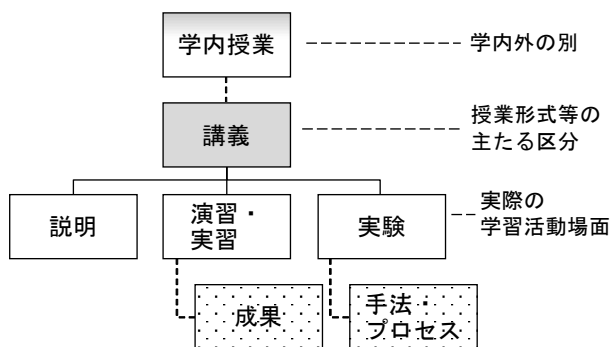 学内授業
学内外の別
講義
授業形式等の
主たる区分
説明
演習・
実習
実験
実際の
学習活動場面
成果
手法・
プロセス